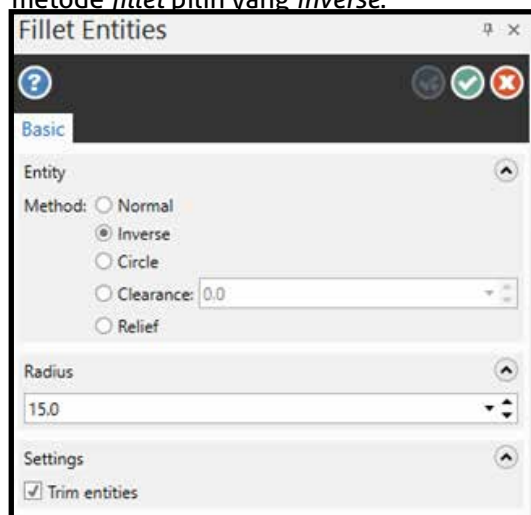 metode fillet pilih yang inverse.
Fillet Entities
Basic
Entity
Method: Normal
Inverse
Circle
Clearance: 0.0
Relief
Radius
15.0
Settings
Trim entities